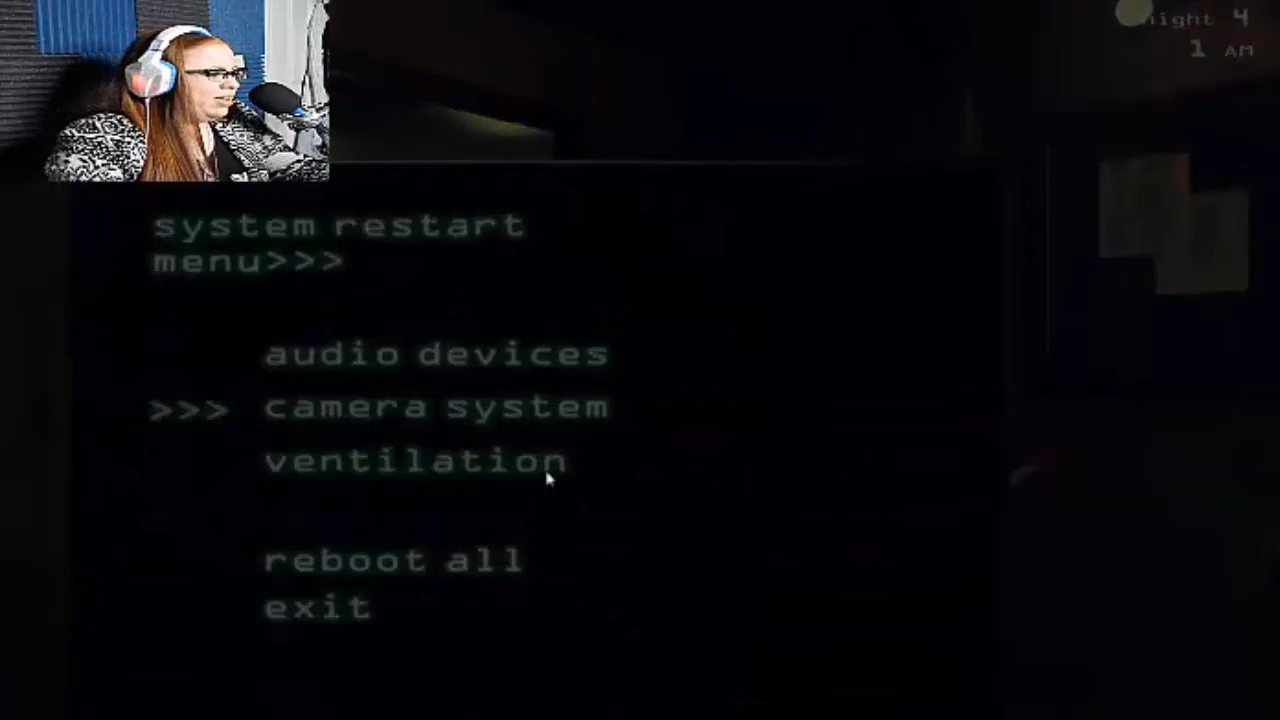 night 4
1 AM
system restart
menu>>>
audio devices
>>> camera system
ventilation
reboot all
exit